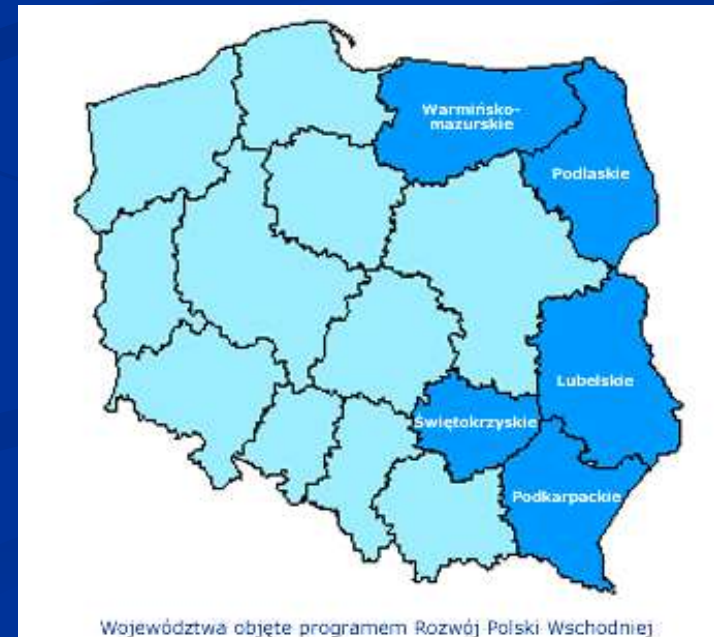 Warmińsko-
mazurskie
Podlaskie
Lubelskie
Świętokrzyskie
Podkarpackie
Województwa objęte programem Rozwój Polski Wschodniej